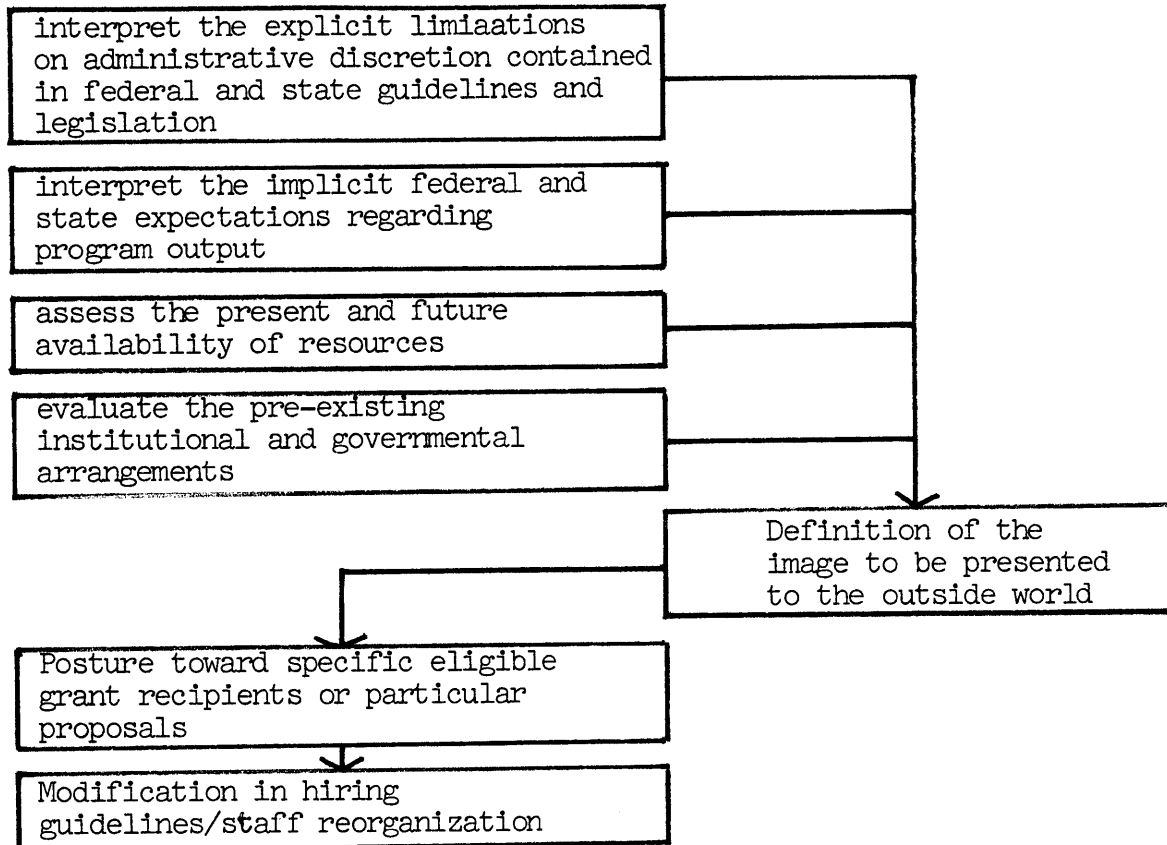 interpret the explicit limiaations
on administrative discretion contained
in federal and state guidelines and
legislation
interpret the implicit federal and
state expectations regarding
program output
assess the present and future
availability of resources
evaluate the pre-existing
institutional and governmental
arrangements
Definition of the
image to be presented
to the outside world
Posture toward specific eligible
grant recipients or particular
proposals
Modification in hiring
guidelines/staff reorganization